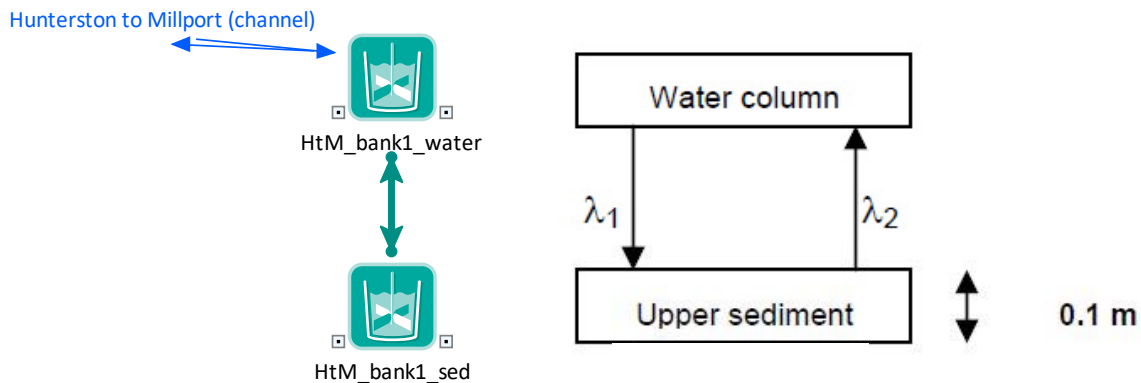 Hunterston to Millport (channel)
HtM_bank1_water
HtM_bank1_sed
Water column
λ1
λ2
Upper sediment
0.1 m